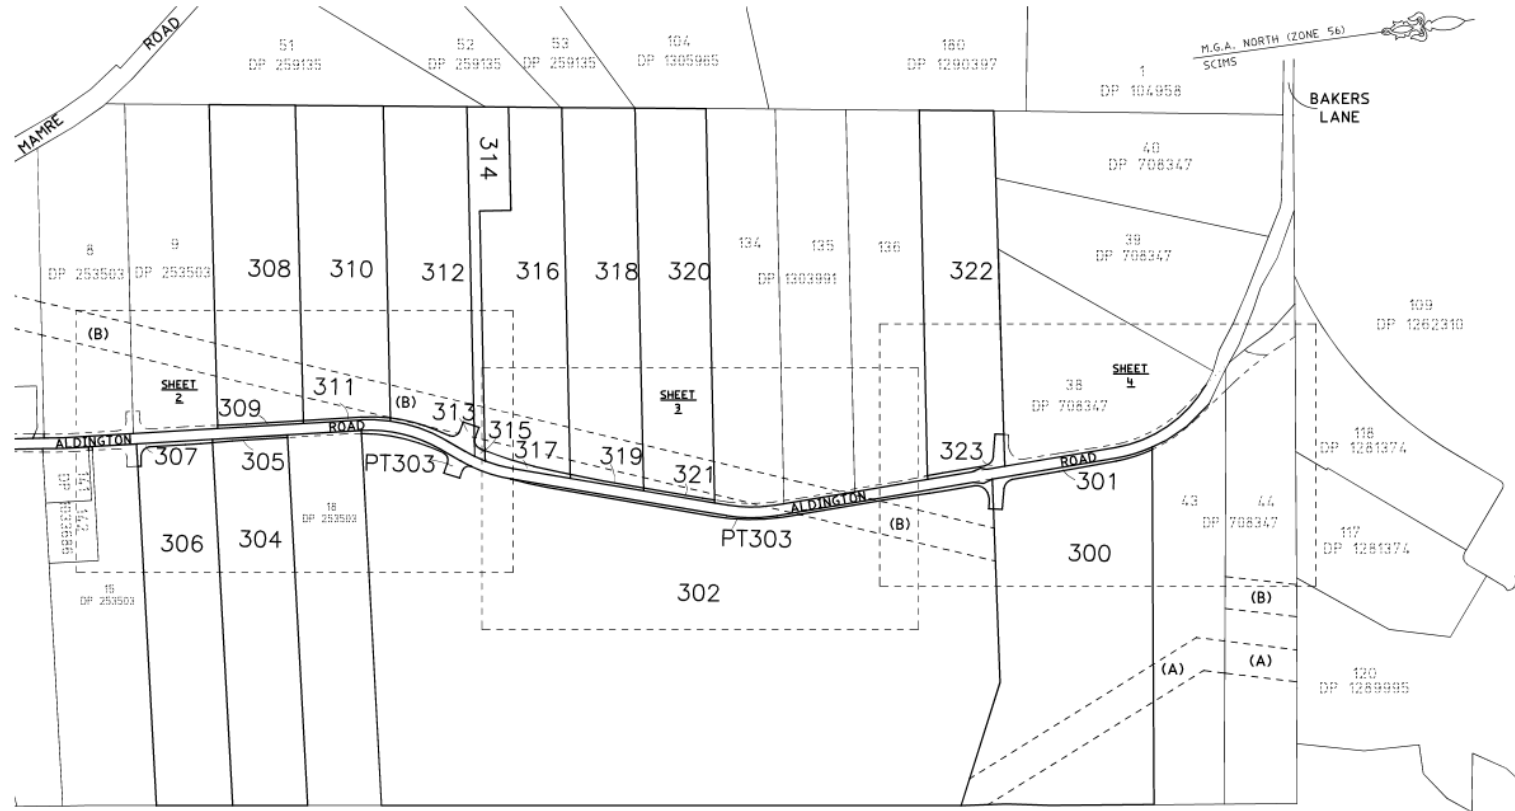 MAMRE
ROAD
51
DP 259135
52
DP 259135
53
DP 259135
104
DP 1305965
180
DP 1290397
M.G.A. NORTH (ZONE 56)
SCIMS
1
DP 104958
BAKERS
LANE
314
40
DP 708347
39
DP 708347
109
DP 1262310
8
DP 253503
9
DP 253503
308
310
312
316
318
320
134
135
DP 1303991
136
322
(B)
SHEET
2
311
309
(B)
313
315
317
SHEET
3
319
321
38
DP 708347
SHEET
4
118
DP 1281374
ALDINGTON
ROAD
307
305
PT303
323
ROAD
301
ALDINGTON
(B)
PT303
141
142
306
304
18
DP 253503
15
DP 253503
302
300
43
44
DP 708347
117
DP 1281374
(B)
(A)
(A)
120
DP 1289995